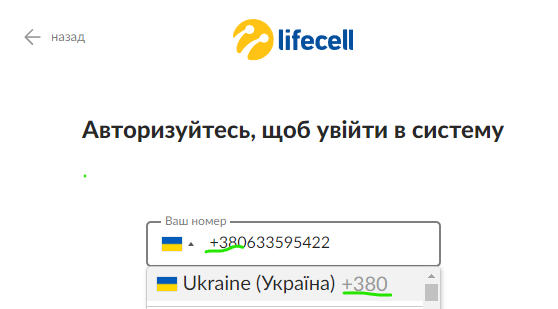 назад
lifecell
Авторизуйтесь, щоб увійти в систему
Ваш номер
+380633595422
Ukraine (Україна) +380